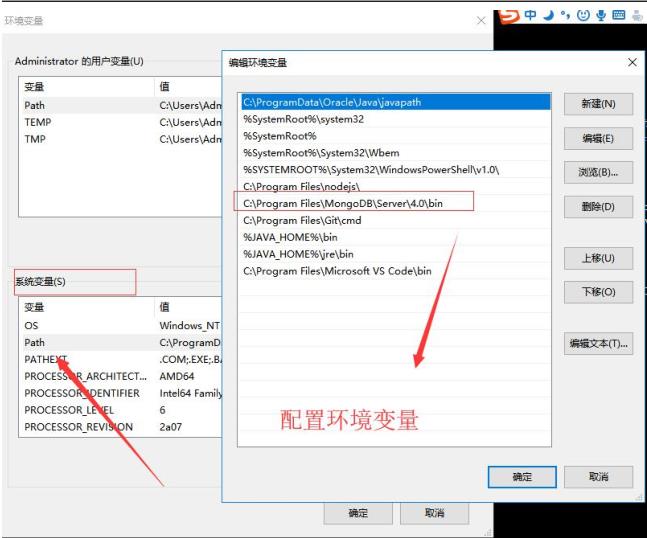 环境变量
中
Administrator 的用户变量(U)
变量 值
Path C:\Users\Adn
TEMP C:\Users\Adn
TMP C:\Users\Adn
系统变量(S)
变量 值
OS Windows_NT
Path C:\ProgramD
PATHEXT .COM;.EXE;.BA
PROCESSOR_ARCHITECT... AMD64
PROCESSOR_IDENTIFIER Intel64 Family
PROCESSOR_LEVEL 6
PROCESSOR_REVISION 2a07
确定 取消
编辑环境变量
C:\ProgramData\Oracle\Java\javapath
%SystemRoot%\system32
%SystemRoot%
%SystemRoot%\System32\Wbem
%SYSTEMROOT%\System32\WindowsPowerShell\v1.0\
C:\Program Files\nodejs\
C:\Program Files\MongoDB\Server\4.0\bin
C:\Program Files\Git\cmd
%JAVA_HOME%\bin
%JAVA_HOME%\jre\bin
C:\Program Files\Microsoft VS Code\bin
新建(N)
编辑(E)
浏览(B)...
删除(D)
上移(U)
下移(O)
编辑文本(T)...
配置环境变量
确定 取消